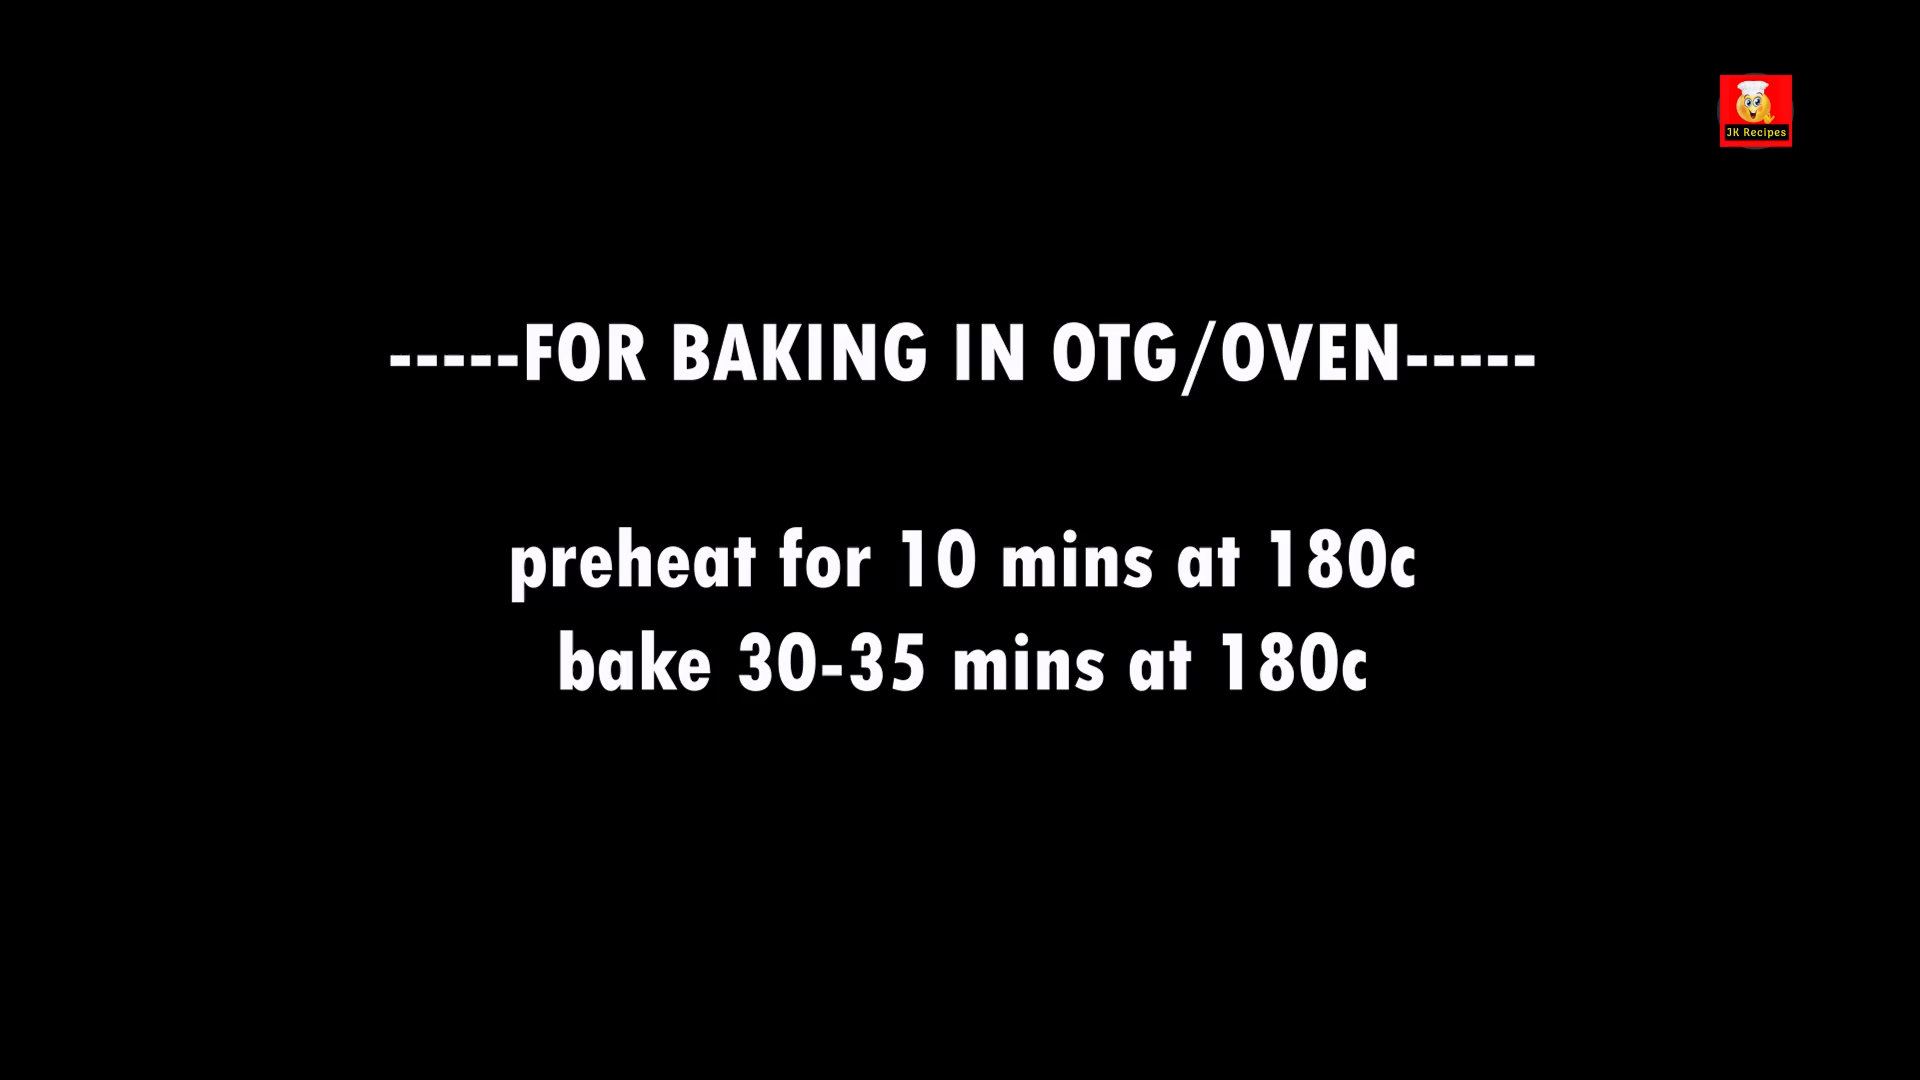 JK Recipes
-----FOR BAKING IN OTG/OVEN-----
preheat for 10 mins at 180c
bake 30-35 mins at 180c